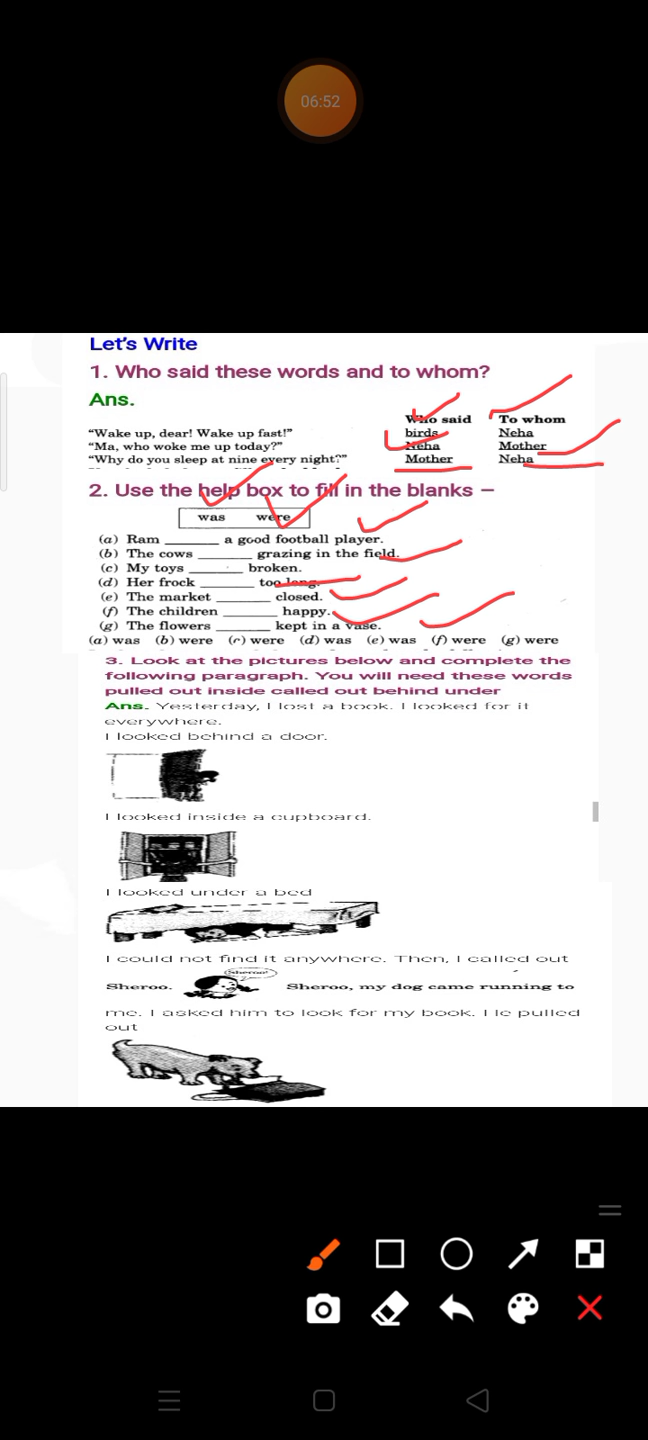 06:52
Let's Write
1. Who said these words and to whom?
Ans.
Who said To whom
“Wake up, dear! Wake up fast!” birds Neha
“Ma, who woke me up today?” Neha Mother
“Why do you sleep at nine every night?” Mother Neha
2. Use the help box to fill in the blanks –
was were
(a) Ram ______ a good football player.
(b) The cows ______ grazing in the field.
(c) My toys ______ broken.
(d) Her frock ______ too long.
(e) The market ______ closed.
(f) The children ______ happy.
(g) The flowers ______ kept in a vase.
(a) was (b) were (c) were (d) was (e) was (f) were (g) were
3. Look at the pictures below and complete the
following paragraph. You will need these words
pulled out inside called out behind under
Ans. Yesterday, I lost a book. I looked for it
everywhere.
I looked behind a door.
I looked inside a cupboard.
I looked under a bed
I could not find it anywhere. Then, I called out
Sheroo!
Sheroo. Sheroo, my dog came running to
me. I asked him to look for my book. He pulled
out